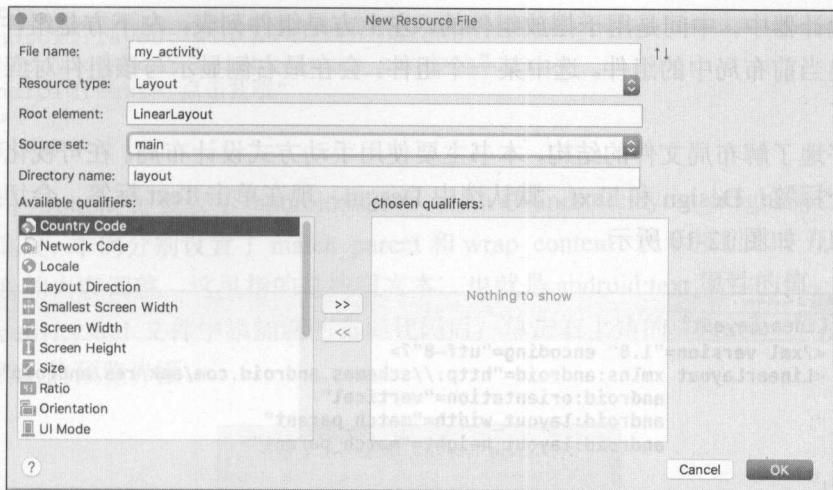 New Resource File
File name: my_activity
Resource type: Layout
Root element: LinearLayout
Source set: main
Directory name: layout
Available qualifiers: Chosen qualifiers:
Country Code
Network Code
Locale
Layout Direction
Smallest Screen Width
Screen Width
Screen Height
Size
Ratio
Orientation
UI Mode
>>
<<
Nothing to show
?
Cancel OK